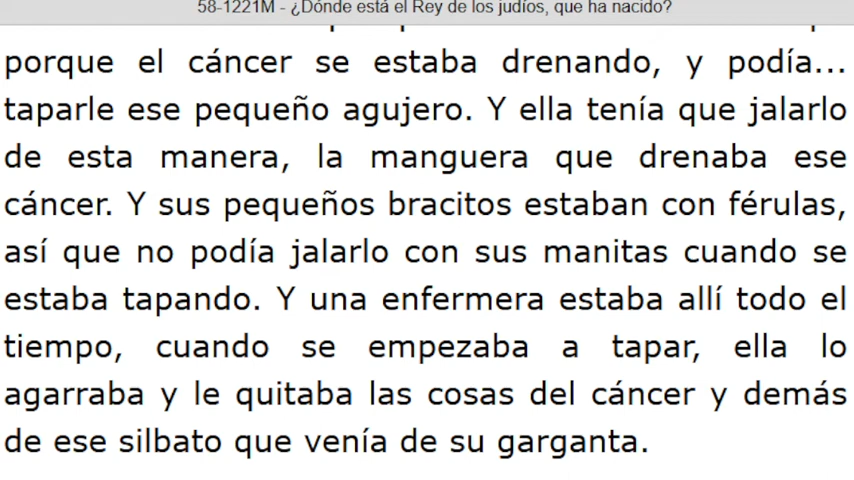 58-1221M - ¿Dónde está el Rey de los judíos, que ha nacido?
porque el cáncer se estaba drenando, y podía...
taparle ese pequeño agujero. Y ella tenía que jalarlo
de esta manera, la manguera que drenaba ese
cáncer. Y sus pequeños bracitos estaban con férulas,
así que no podía jalarlo con sus manitas cuando se
estaba tapando. Y una enfermera estaba allí todo el
tiempo, cuando se empezaba a tapar, ella lo
agarraba y le quitaba las cosas del cáncer y demás
de ese silbato que venía de su garganta.